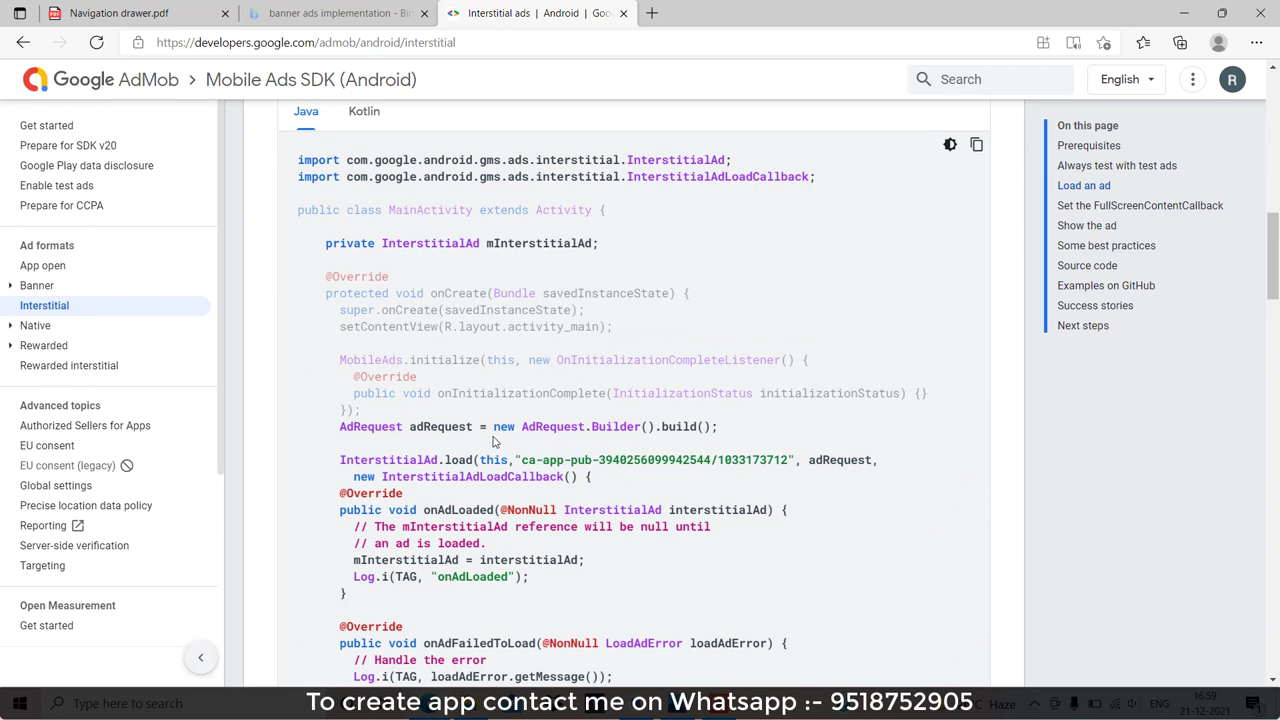 Navigation drawer.pdf
banner ads implementation - Bin
Interstitial ads | Android | Goo
https://developers.google.com/admob/android/interstitial
Google AdMob > Mobile Ads SDK (Android)
Search
English
R
Get started
Prepare for SDK v20
Google Play data disclosure
Enable test ads
Prepare for CCPA
Ad formats
App open
Banner
Interstitial
Native
Rewarded
Rewarded interstitial
Advanced topics
Authorized Sellers for Apps
EU consent
EU consent (legacy)
Global settings
Precise location data policy
Reporting
Server-side verification
Targeting
Open Measurement
Get started
Java Kotlin
import com.google.android.gms.ads.interstitial.InterstitialAd;
import com.google.android.gms.ads.interstitial.InterstitialAdLoadCallback;
public class MainActivity extends Activity {
private InterstitialAd mInterstitialAd;
@Override
protected void onCreate(Bundle savedInstanceState) {
super.onCreate(savedInstanceState);
setContentView(R.layout.activity_main);
MobileAds.initialize(this, new OnInitializationCompleteListener() {
@Override
public void onInitializationComplete(InitializationStatus initializationStatus) {}
});
AdRequest adRequest = new AdRequest.Builder().build();
InterstitialAd.load(this,"ca-app-pub-3940256099942544/1033173712", adRequest,
new InterstitialAdLoadCallback() {
@Override
public void onAdLoaded(@NonNull InterstitialAd interstitialAd) {
// The mInterstitialAd reference will be null until
// an ad is loaded.
mInterstitialAd = interstitialAd;
Log.i(TAG, "onAdLoaded");
}
@Override
public void onAdFailedToLoad(@NonNull LoadAdError loadAdError) {
// Handle the error
Log.i(TAG, loadAdError.getMessage());
On this page
Prerequisites
Always test with test ads
Load an ad
Set the FullScreenContentCallback
Show the ad
Some best practices
Source code
Examples on GitHub
Success stories
Next steps
To create app contact me on Whatsapp :- 9518752905
Type here to search
Haze
16:59
21-12-2021